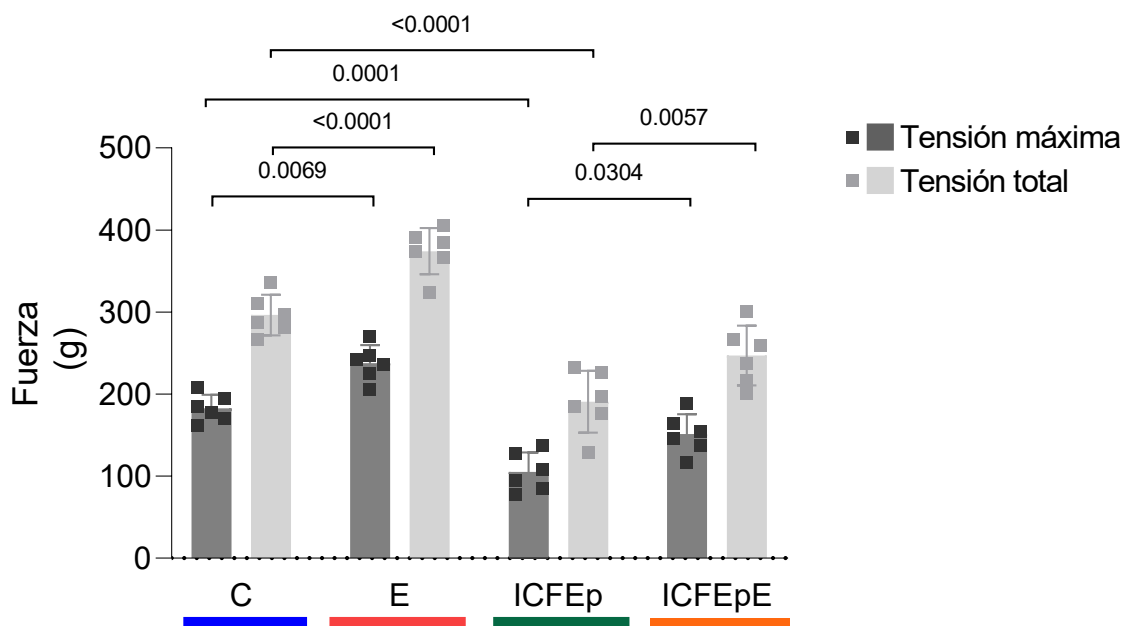 <0.0001
0.0001
<0.0001
0.0057
0.0069
0.0304
Tensión máxima
Tensión total
Fuerza
(g)
500
400
300
200
100
0
C
E
ICFEp
ICFEpE